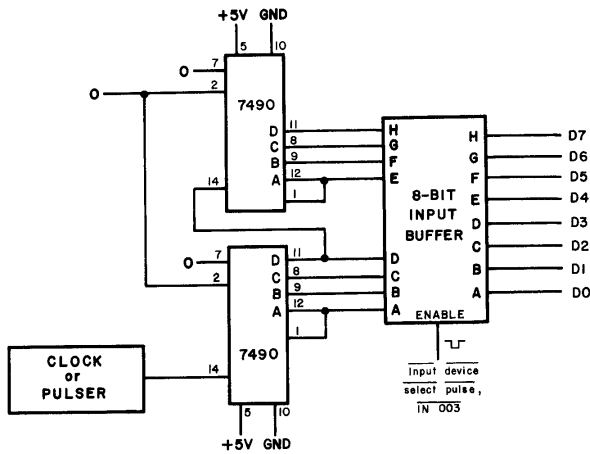 +5V GND
5 10
7
0
2
0
7490
D 11 H H D7
C 8 G G D6
B 9 F F D5
A 12 E E D4
1
8-BIT
INPUT
BUFFER
14
D D3
C D2
B D1
A D0
D 11 D
C 8 C
B 9 B
A 12 A
0 7
2
1
7490
ENABLE
CLOCK
or
PULSER
14
Input device
select pulse,
IN 003
5 10
+5V GND